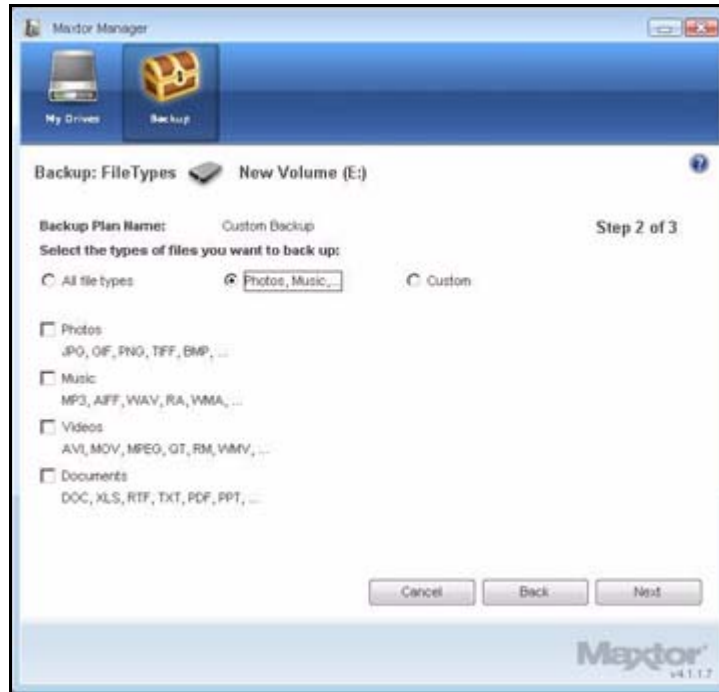 Maxtor Manager
My Drives
Backup
Backup: FileTypes New Volume (E:)
Backup Plan Name: Custom Backup Step 2 of 3
Select the types of files you want to back up:
All file types Photos, Music,... Custom
Photos
JPG, GIF, PNG, TIFF, BMP, ...
Music
MP3, AIFF, WAV, RA, WMA, ...
Videos
AVI, MOV, MPEG, QT, RM, WMV, ...
Documents
DOC, XLS, RTF, TXT, PDF, PPT, ...
Cancel Back Next
Maxtor
v4.1.1.7